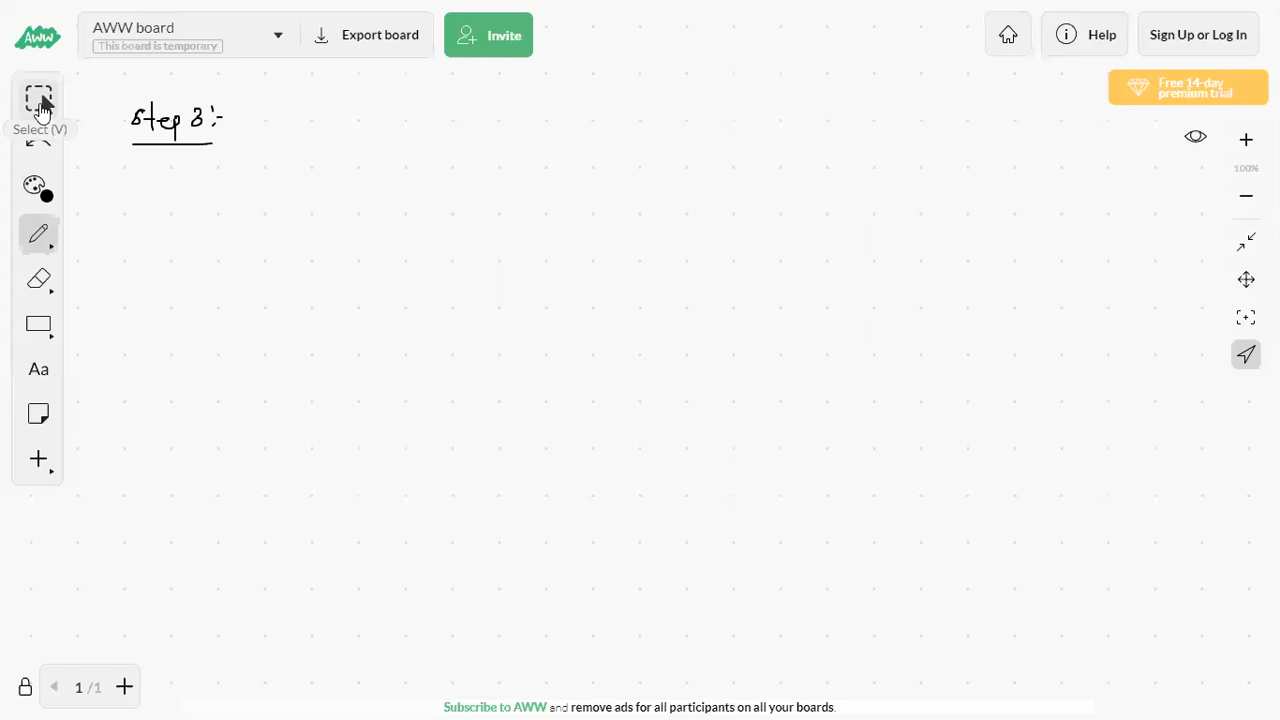 AWW
AWW board
This board is temporary
Export board
Invite
Help
Sign Up or Log In
Free 14-day
premium trial
Select (V)
Step 3:-
100%
Aa
1 /1
Subscribe to AWW and remove ads for all participants on all your boards.